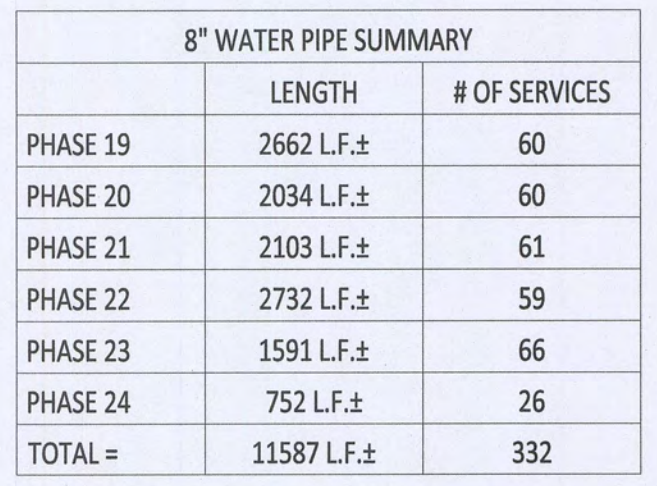 8" WATER PIPE SUMMARY
LENGTH # OF SERVICES
PHASE 19 2662 L.F.± 60
PHASE 20 2034 L.F.± 60
PHASE 21 2103 L.F.± 61
PHASE 22 2732 L.F.± 59
PHASE 23 1591 L.F.± 66
PHASE 24 752 L.F.± 26
TOTAL = 11587 L.F.± 332